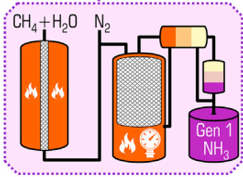 CH₄+H₂O N₂
Gen 1
NH₃